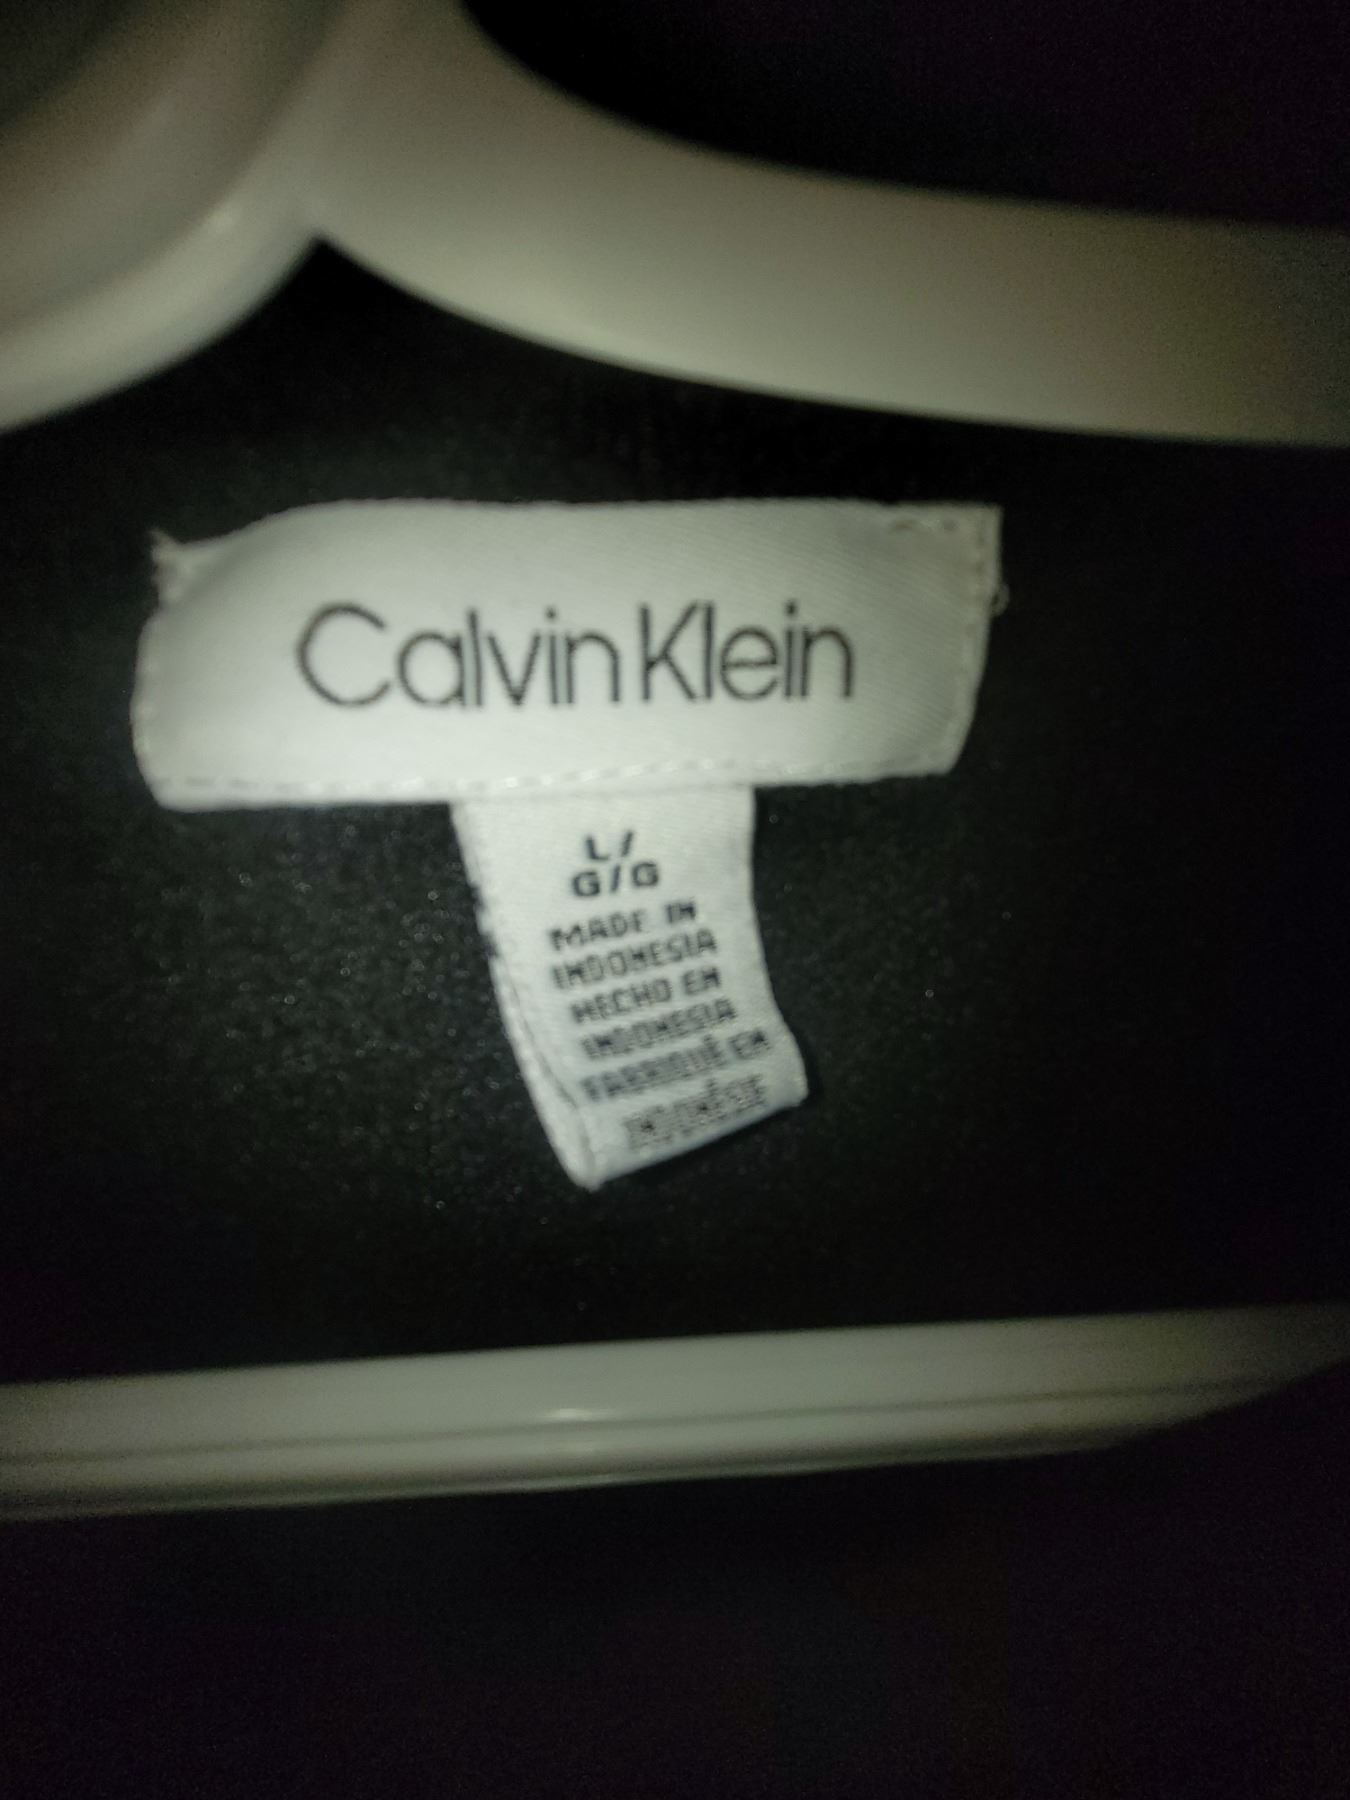 Calvin Klein
L/
G/G
MADE IN
INDONESIA
HECHO EN
INDONESIA
FABRIQUÉ EN
INDONÉSIE